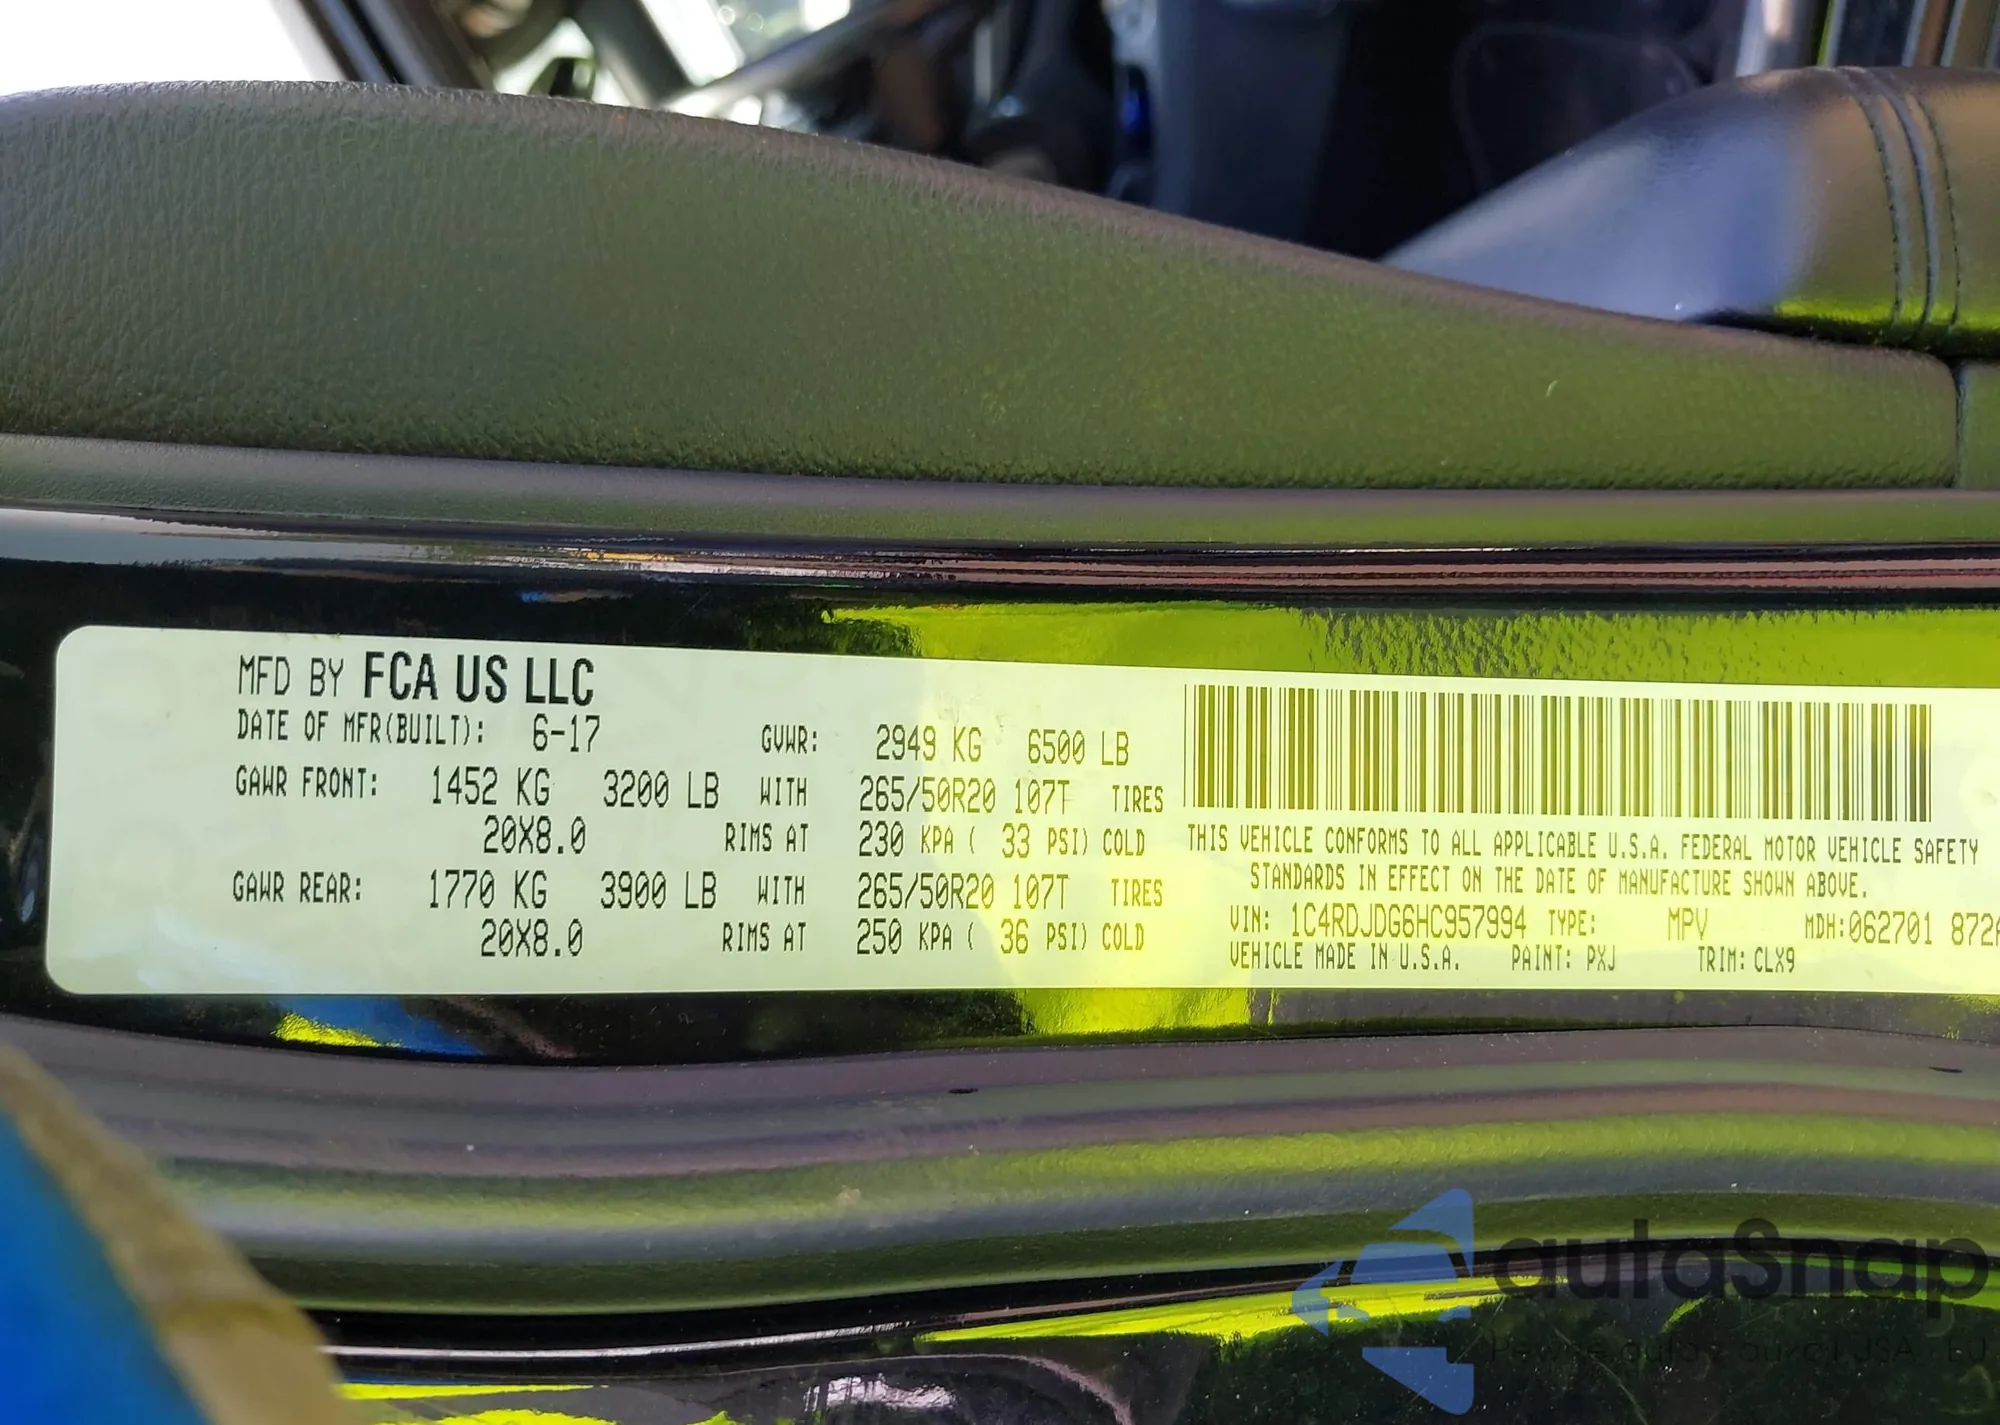 MFD BY FCA US LLC
DATE OF MFR(BUILT): 6-17 GVWR: 2949 KG 6500 LB
GAWR FRONT: 1452 KG 3200 LB WITH 265/50R20 107T TIRES
20X8.0 RIMS AT 230 KPA ( 33 PSI) COLD
GAWR REAR: 1770 KG 3900 LB WITH 265/50R20 107T TIRES
20X8.0 RIMS AT 250 KPA ( 36 PSI) COLD
THIS VEHICLE CONFORMS TO ALL APPLICABLE U.S.A. FEDERAL MOTOR VEHICLE SAFETY
STANDARDS IN EFFECT ON THE DATE OF MANUFACTURE SHOWN ABOVE.
VIN: 1C4RDJDG6HC957994 TYPE: MPV MDH:062701 872
VEHICLE MADE IN U.S.A. PAINT: PXJ TRIM: CLX9
autoSnap